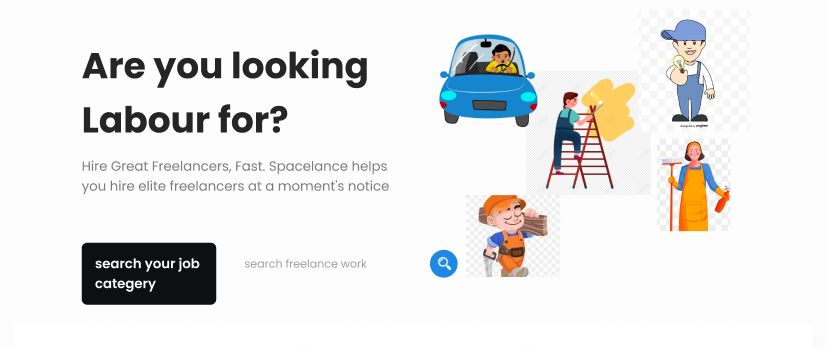 Are you looking
Labour for?
Hire Great Freelancers, Fast. Spacelance helps
you hire elite freelancers at a moment's notice
search your job
categery
search freelance work